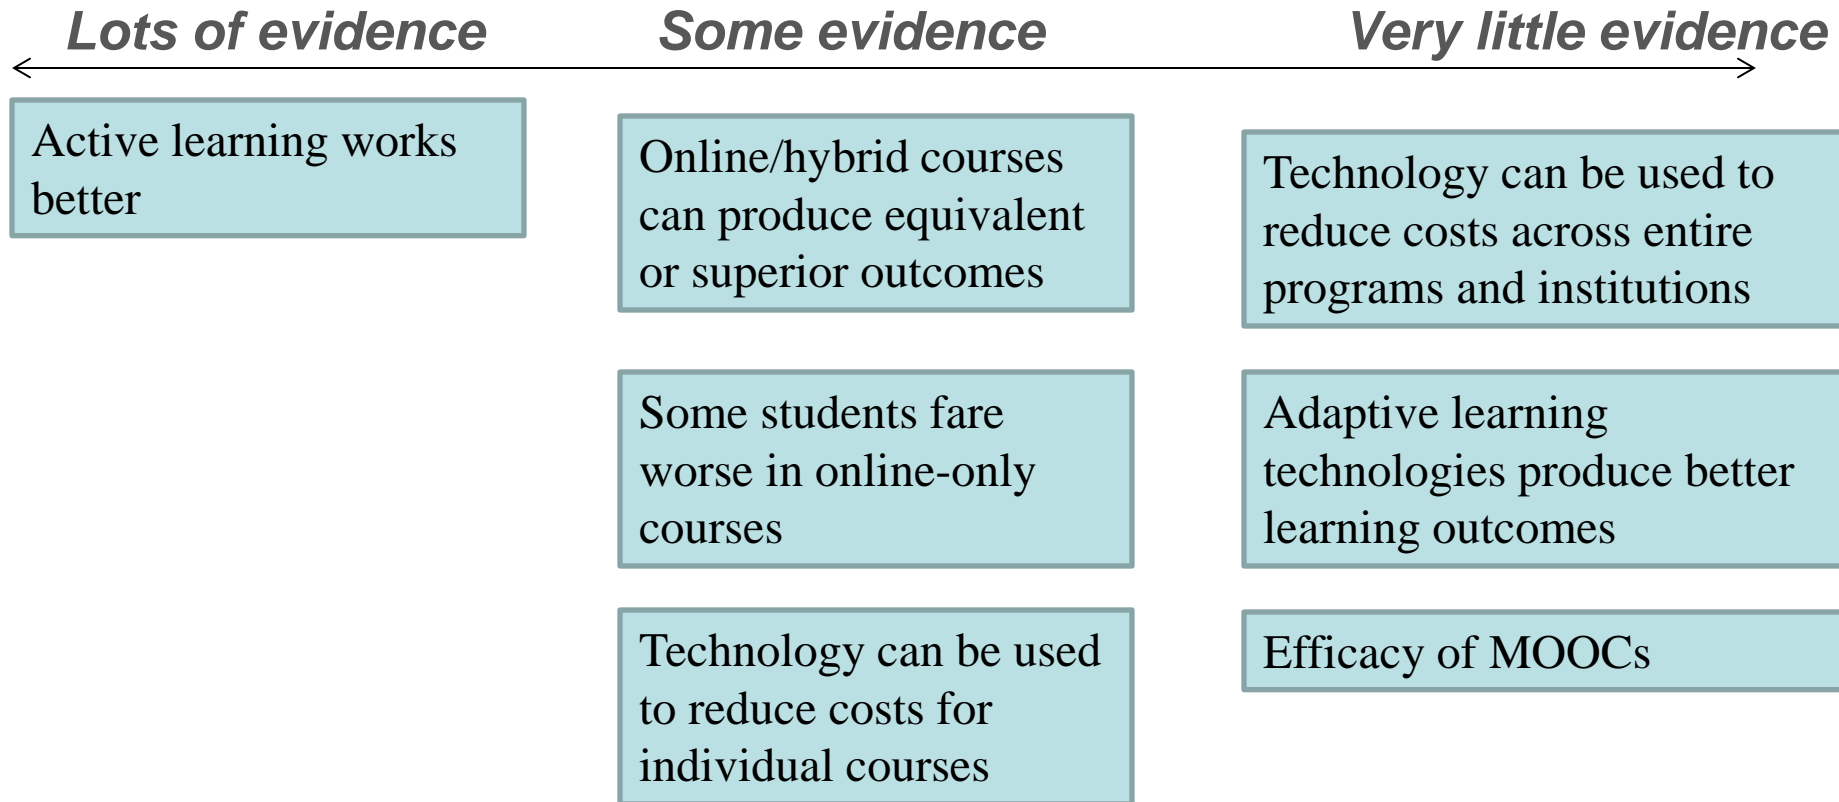 Lots of evidence
Some evidence
Very little evidence
Active learning works
better
Online/hybrid courses
can produce equivalent
or superior outcomes
Some students fare
worse in online-only
courses
Technology can be used
to reduce costs for
individual courses
Technology can be used to
reduce costs across entire
programs and institutions
Adaptive learning
technologies produce better
learning outcomes
Efficacy of MOOCs